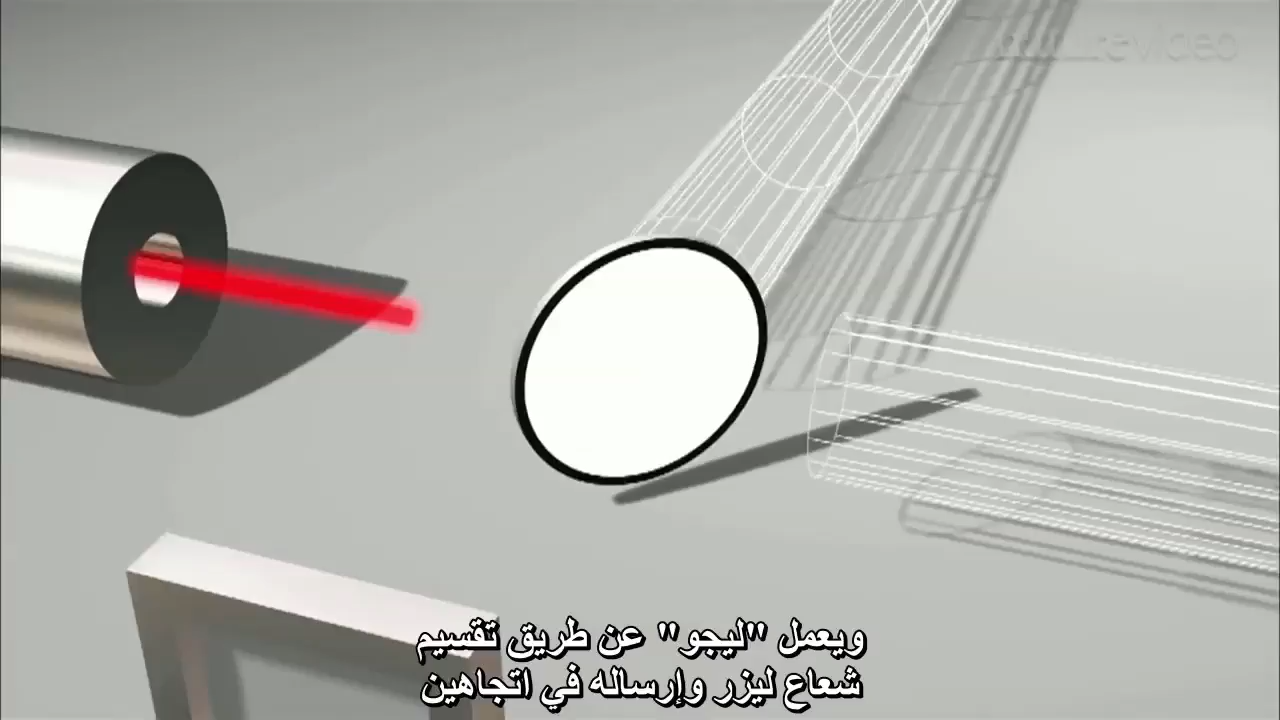 ويعمل "ليجو" عن طريق تقسيم
شعاع ليزر وإرساله في اتجاهين